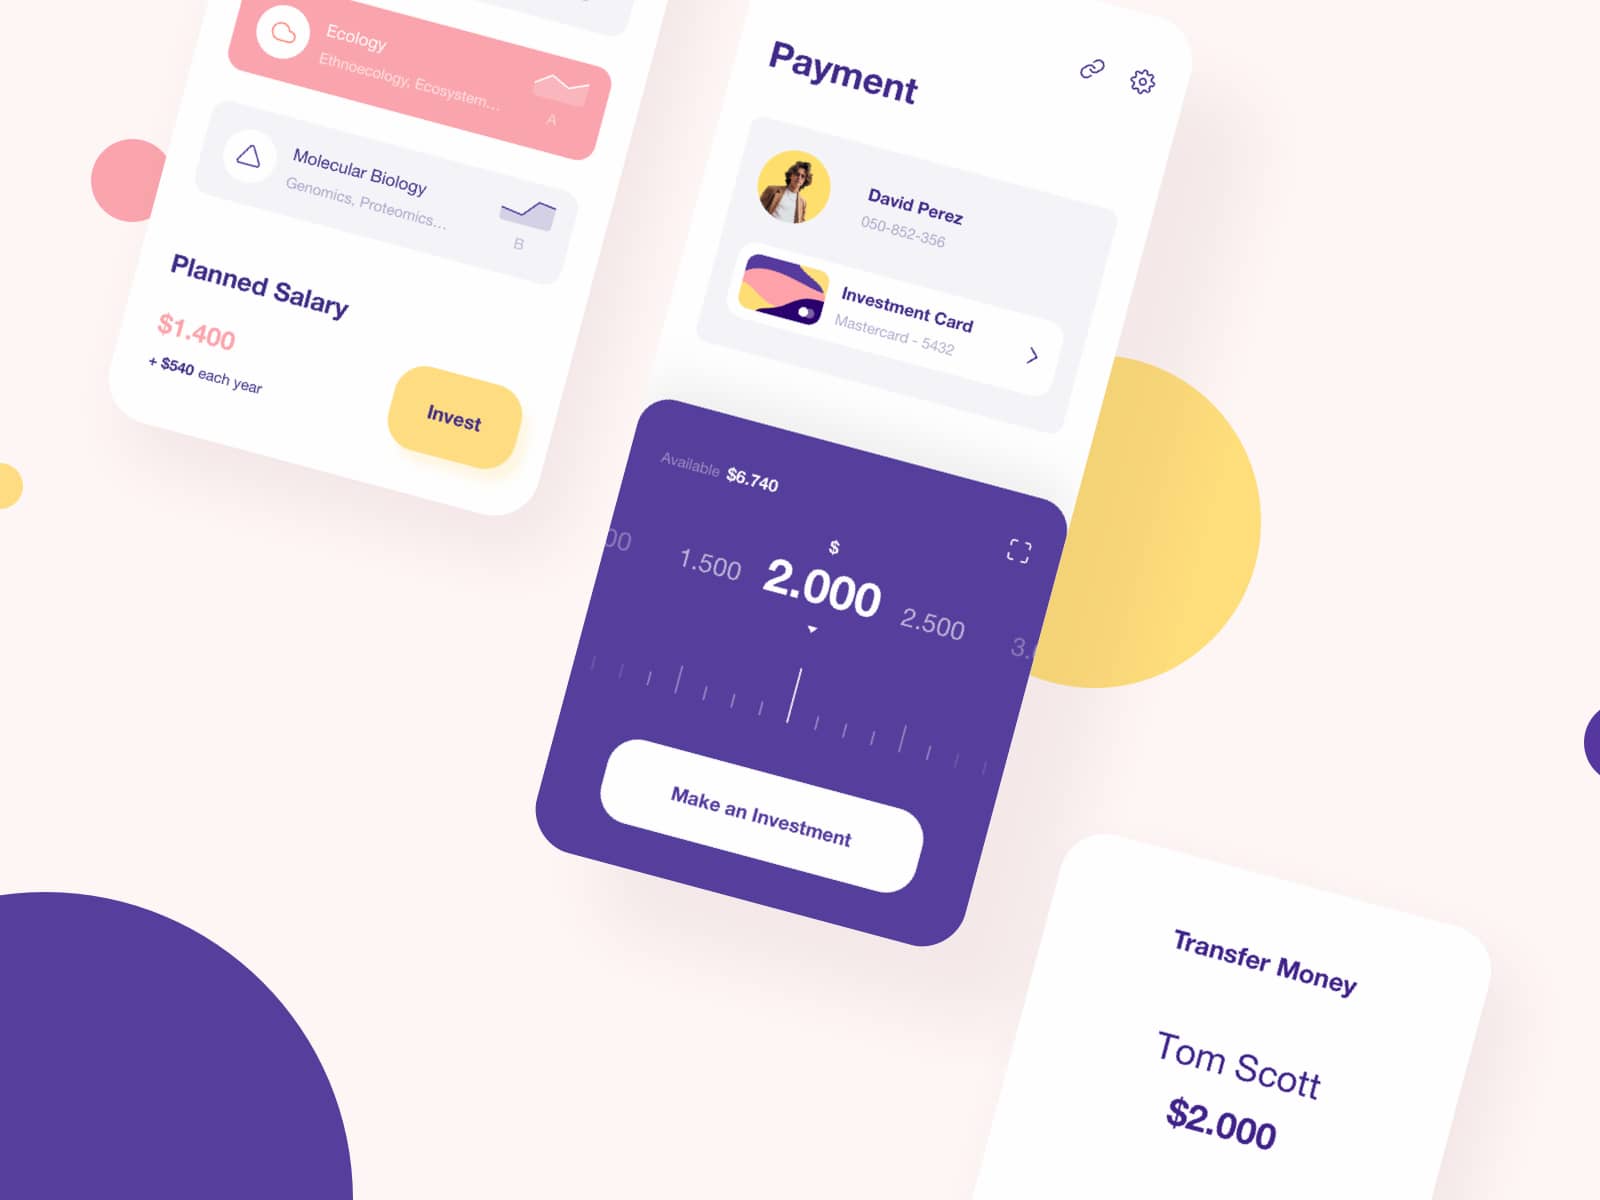 Ecology
Ethnoecology, Ecosystem...
A
Molecular Biology
Genomics, Proteomics...
B
Planned Salary
$1.400
+ $540 each year
Invest
Payment
David Perez
050-852-356
Investment Card
Mastercard - 5432
Available $6.740
$
00 1.500 2.000 2.500 3.
Make an Investment
Transfer Money
Tom Scott
$2.000